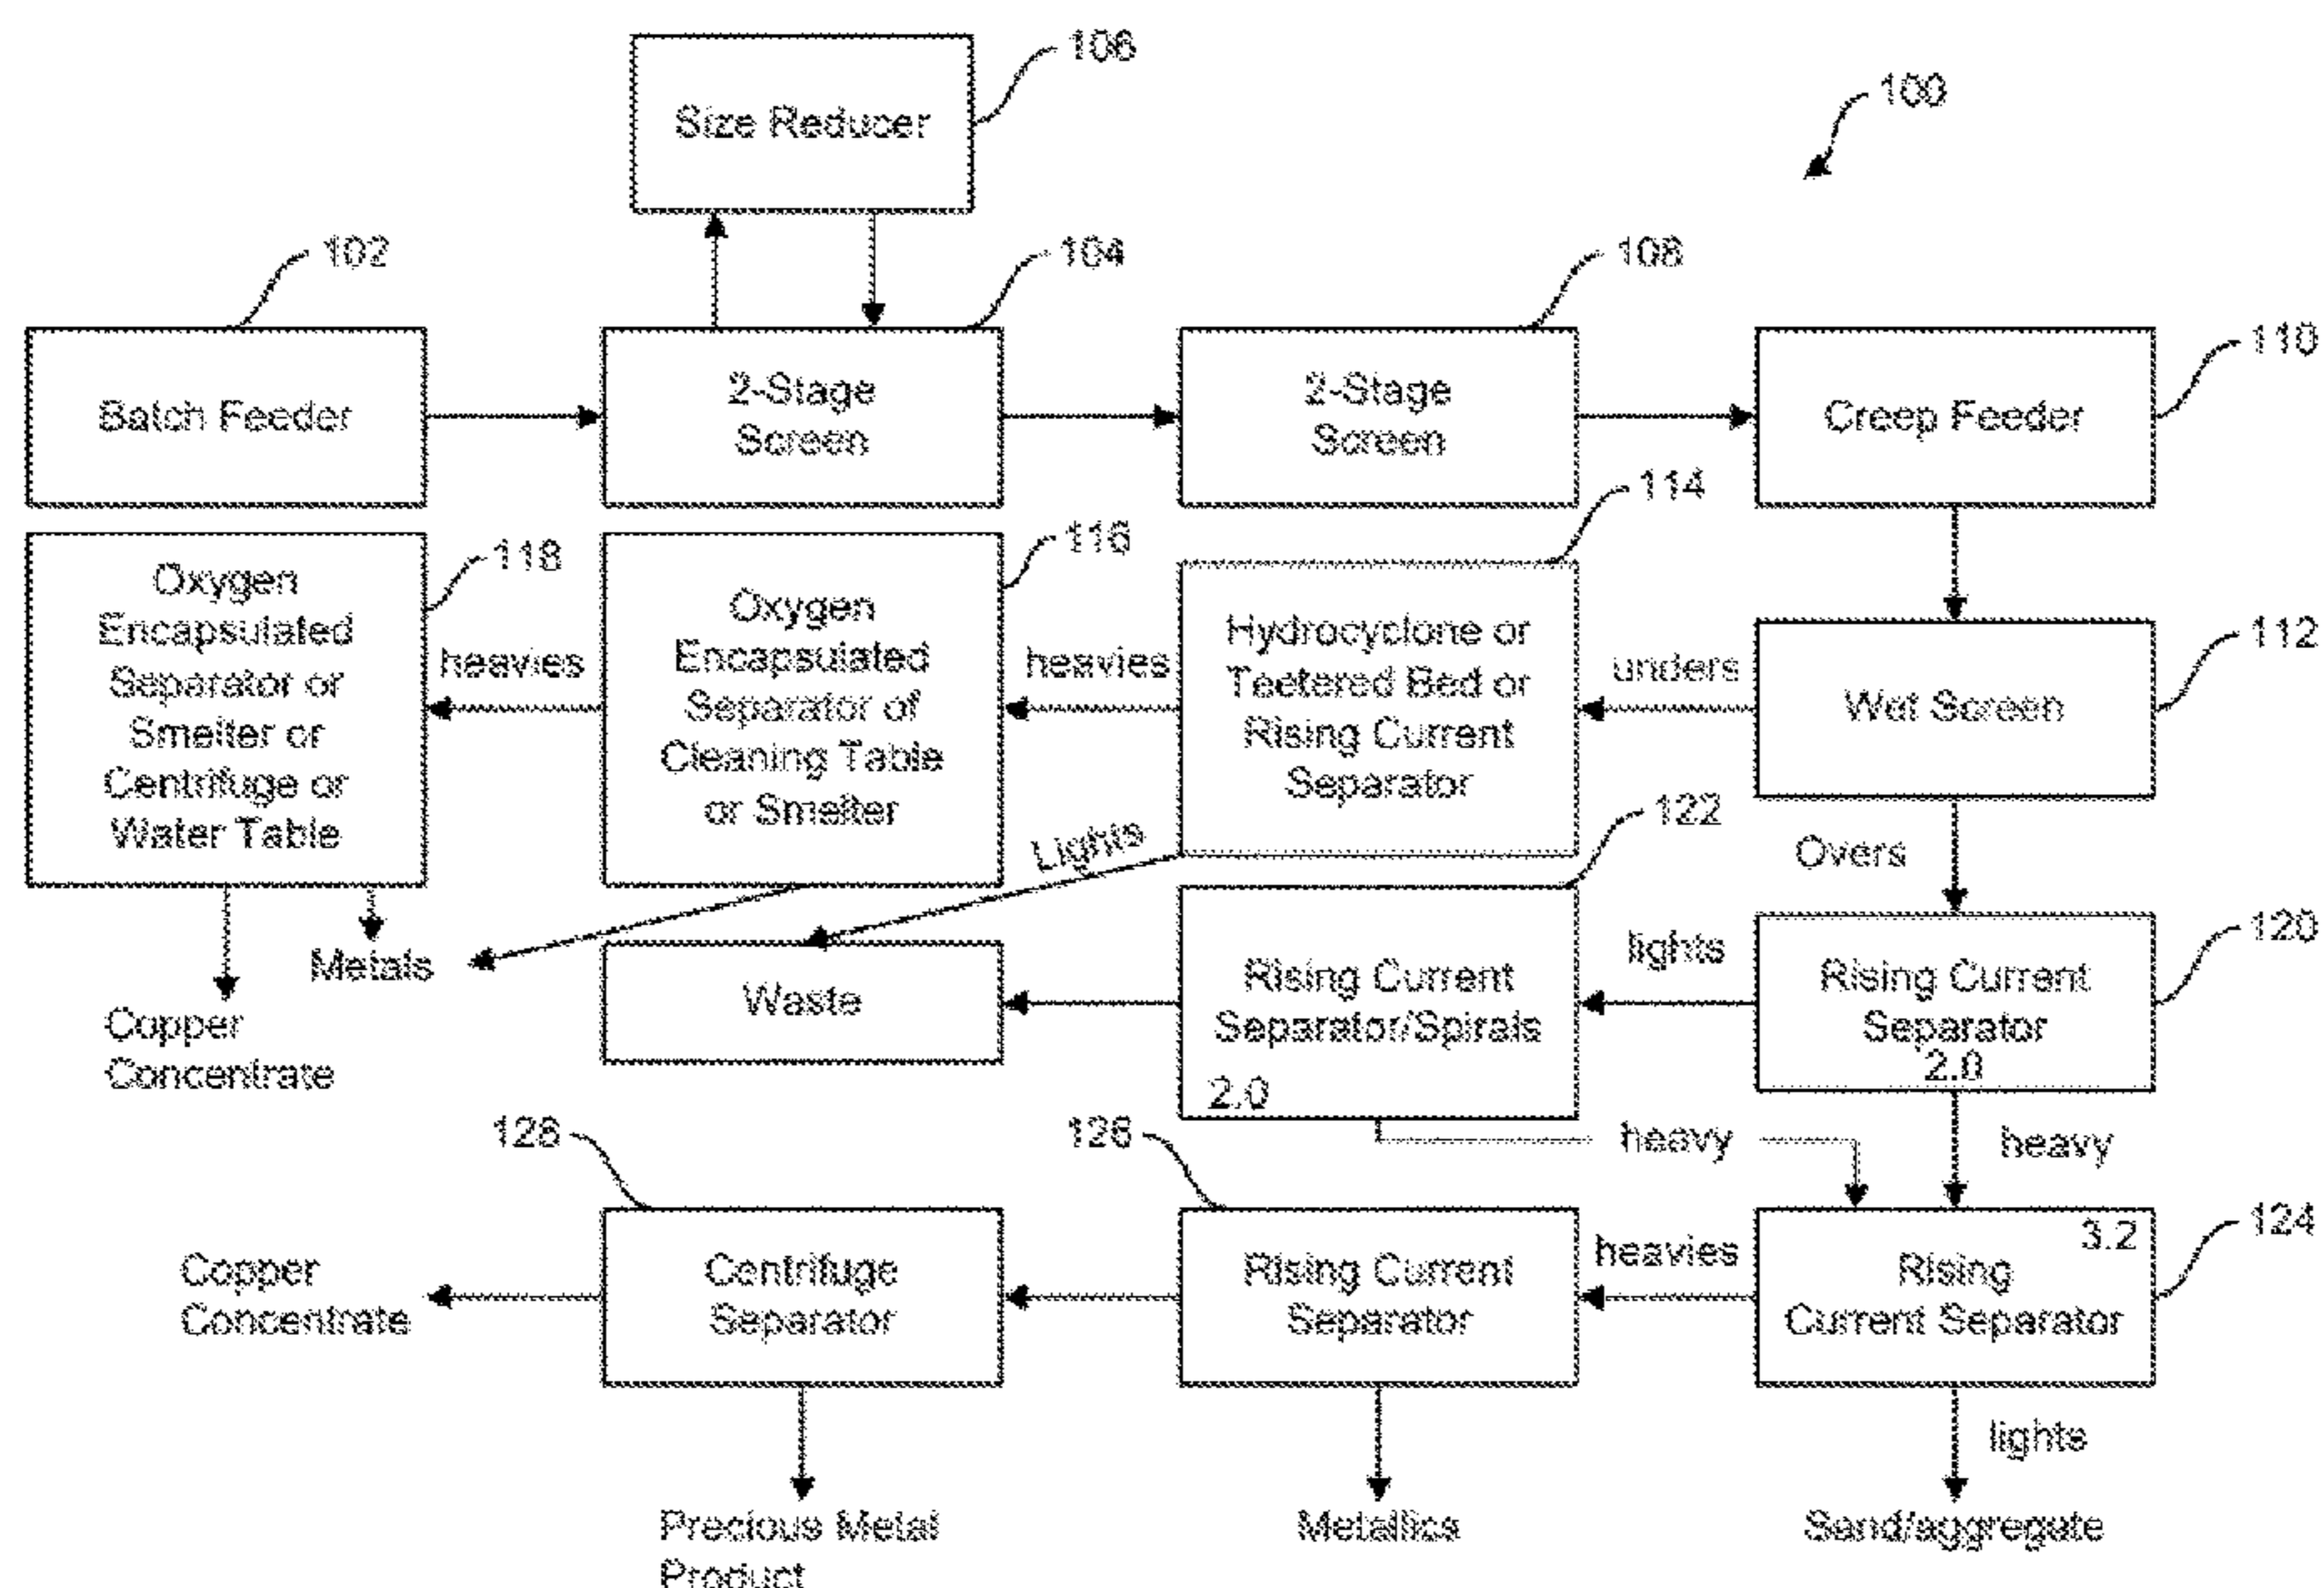 106
100
Size Reducer
102
104
108
110
Batch Feeder
2-Stage
Screen
2-Stage
Screen
Creep Feeder
114
118
116
112
Oxygen
Encapsulated
Separator or
Smelter or
Centrifuge or
Water Table
heavies
Oxygen
Encapsulated
Separator of
Cleaning Table
or Smelter
heavies
Hydrocyclone or
Teetered Bed or
Rising Current
Separator
unders
Wet Screen
122
Lights
Overs
120
Metals
Copper
Concentrate
Waste
Rising Current
Separator/Spirals
2.0
lights
Rising Current
Separator
2.0
128
126
heavy
heavy
124
Copper
Concentrate
Centrifuge
Separator
Rising Current
Separator
heavies
3.2
Rising
Current Separator
lights
Precious Metal
Product
Metallics
Sand/aggregate